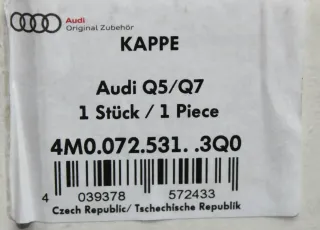 Audi
Original Zubehör
KAPPE
Audi Q5/Q7
1 Stück / 1 Piece
4M0.072.531. .3Q0
4 039378 572433
Czech Republic/ Tschechische Republik